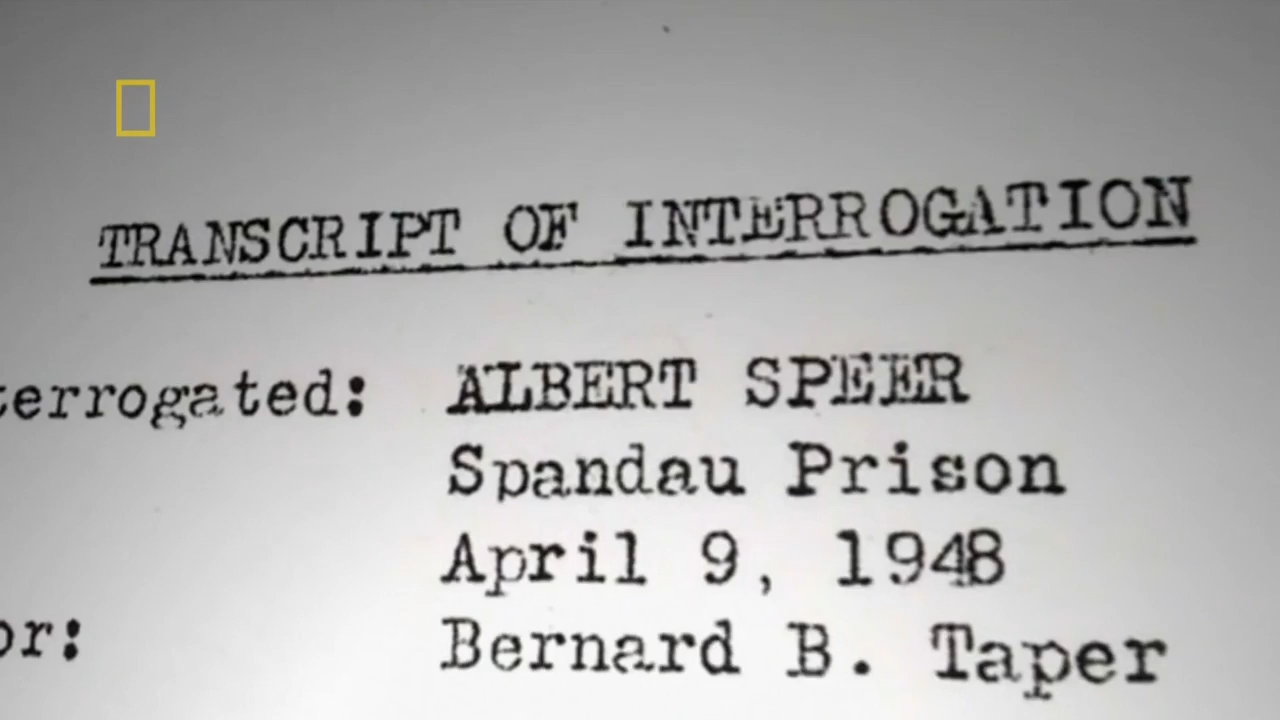 TRANSCRIPT OF INTERROGATION
terrogated: ALBERT SPEER
Spandau Prison
April 9, 1948
or: Bernard B. Taper